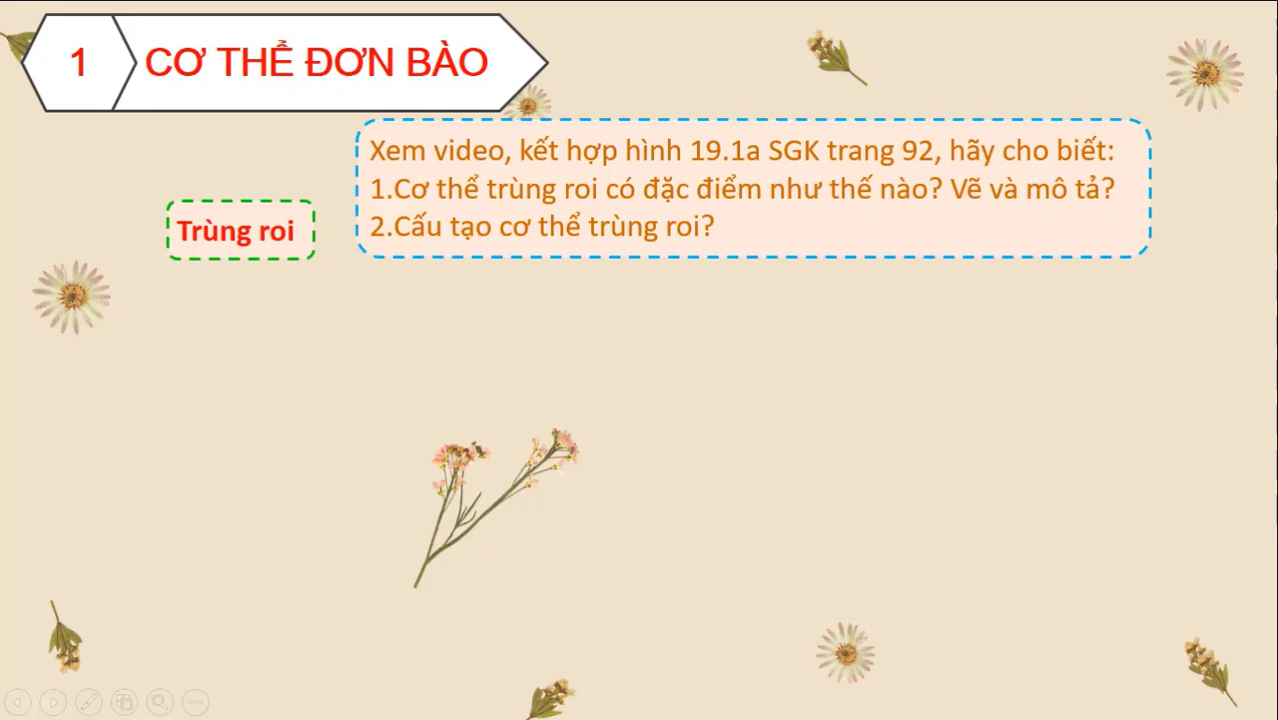 1 CƠ THỂ ĐƠN BÀO
Xem video, kết hợp hình 19.1a SGK trang 92, hãy cho biết:
1.Cơ thể trùng roi có đặc điểm như thế nào? Vẽ và mô tả?
2.Cấu tạo cơ thể trùng roi?
Trùng roi